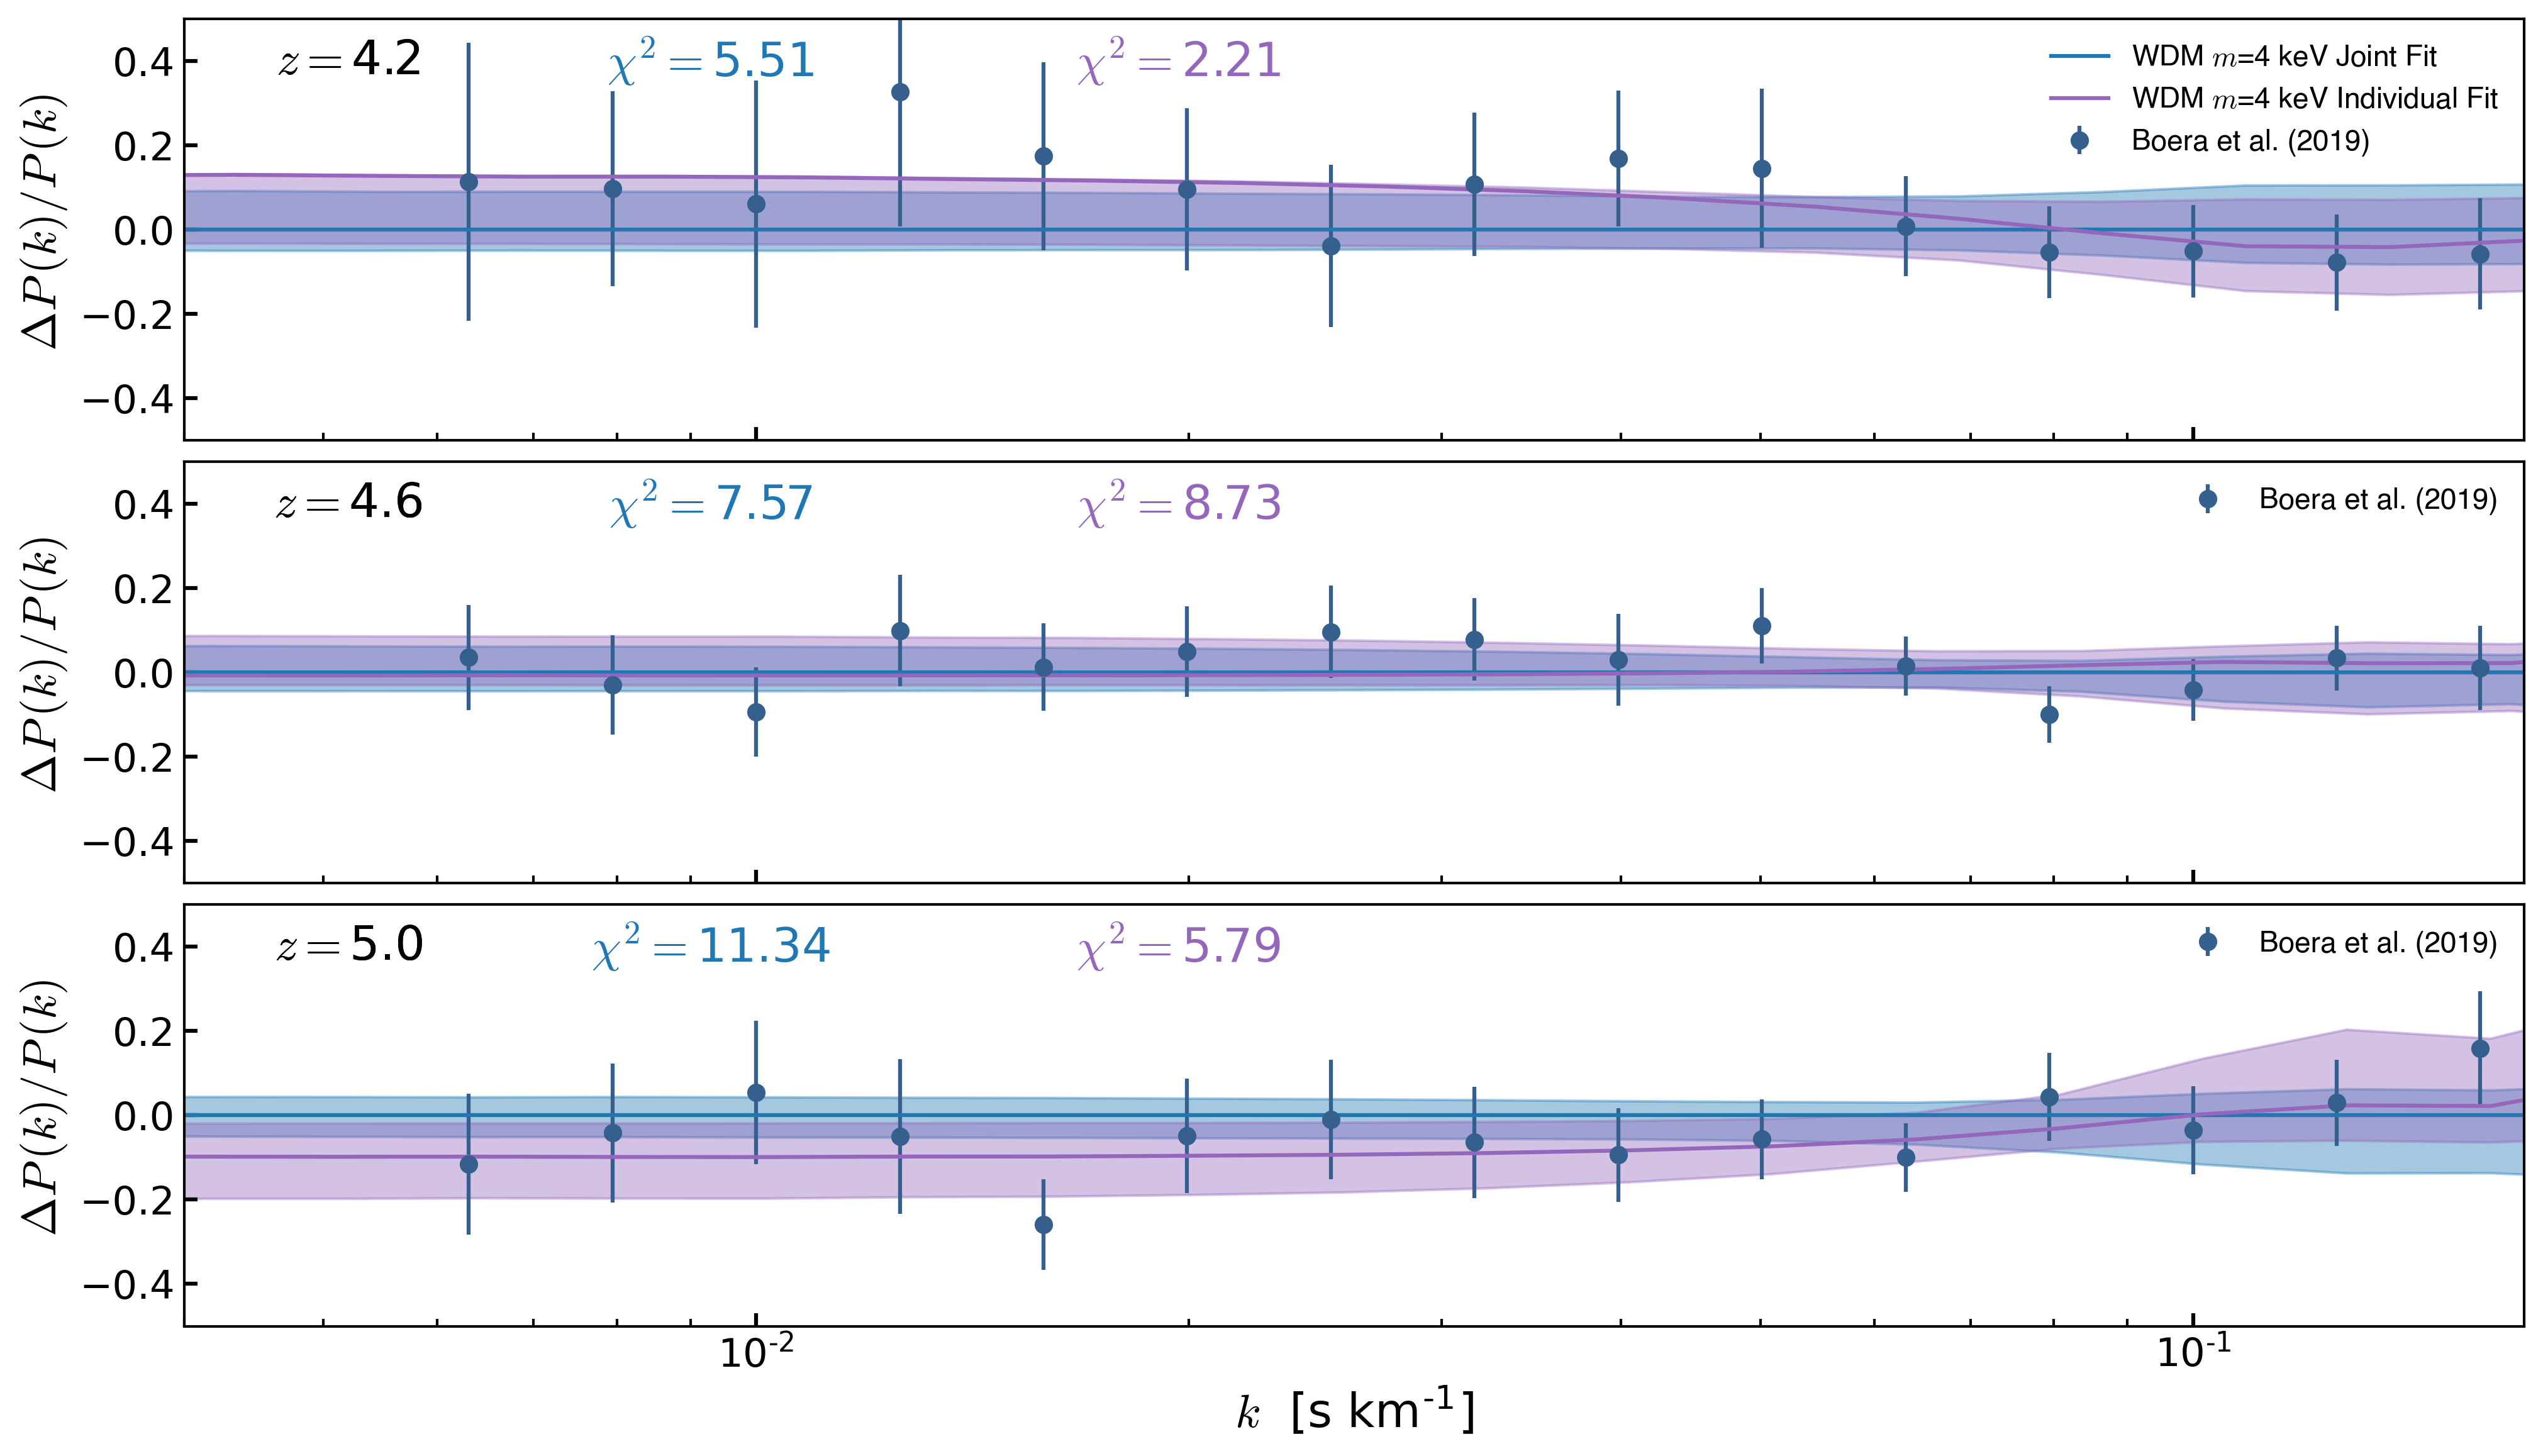 z = 4.2
χ² = 5.51
χ² = 2.21
WDM m=4 keV Joint Fit
WDM m=4 keV Individual Fit
Boera et al. (2019)
ΔP(k)/P(k)
0.4
0.2
0.0
−0.2
−0.4
z = 4.6
χ² = 7.57
χ² = 8.73
Boera et al. (2019)
ΔP(k)/P(k)
0.4
0.2
0.0
−0.2
−0.4
z = 5.0
χ² = 11.34
χ² = 5.79
Boera et al. (2019)
ΔP(k)/P(k)
0.4
0.2
0.0
−0.2
−0.4
10⁻²
10⁻¹
k [s km⁻¹]